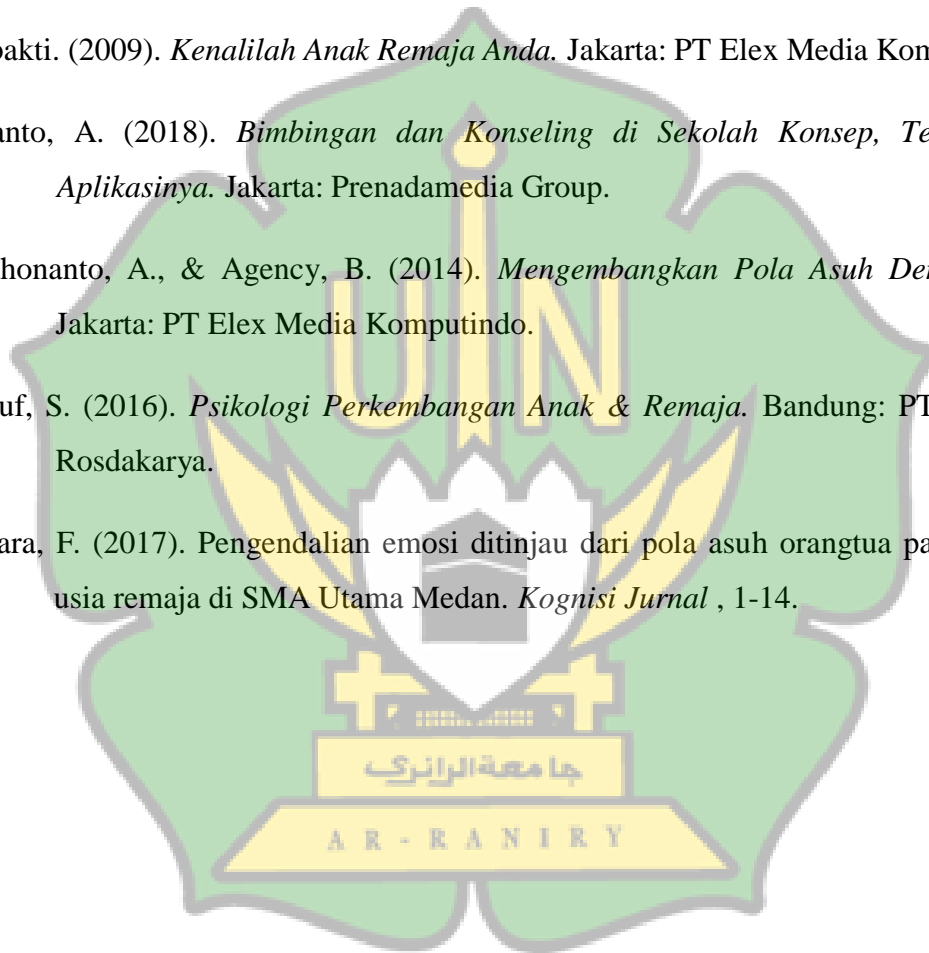 bakti. (2009). Kenalilah Anak Remaja Anda. Jakarta: PT Elex Media Kom
anto, A. (2018). Bimbingan dan Konseling di Sekolah Konsep, Te
Aplikasinya. Jakarta: Prenadamedia Group.
honanto, A., & Agency, B. (2014). Mengembangkan Pola Asuh De
Jakarta: PT Elex Media Komputindo.
uf, S. (2016). Psikologi Perkembangan Anak & Remaja. Bandung: PT
Rosdakarya.
ara, F. (2017). Pengendalian emosi ditinjau dari pola asuh orangtua pa
usia remaja di SMA Utama Medan. Kognisi Jurnal , 1-14.
UIN
جامعة الرانري
AR-RANIRY